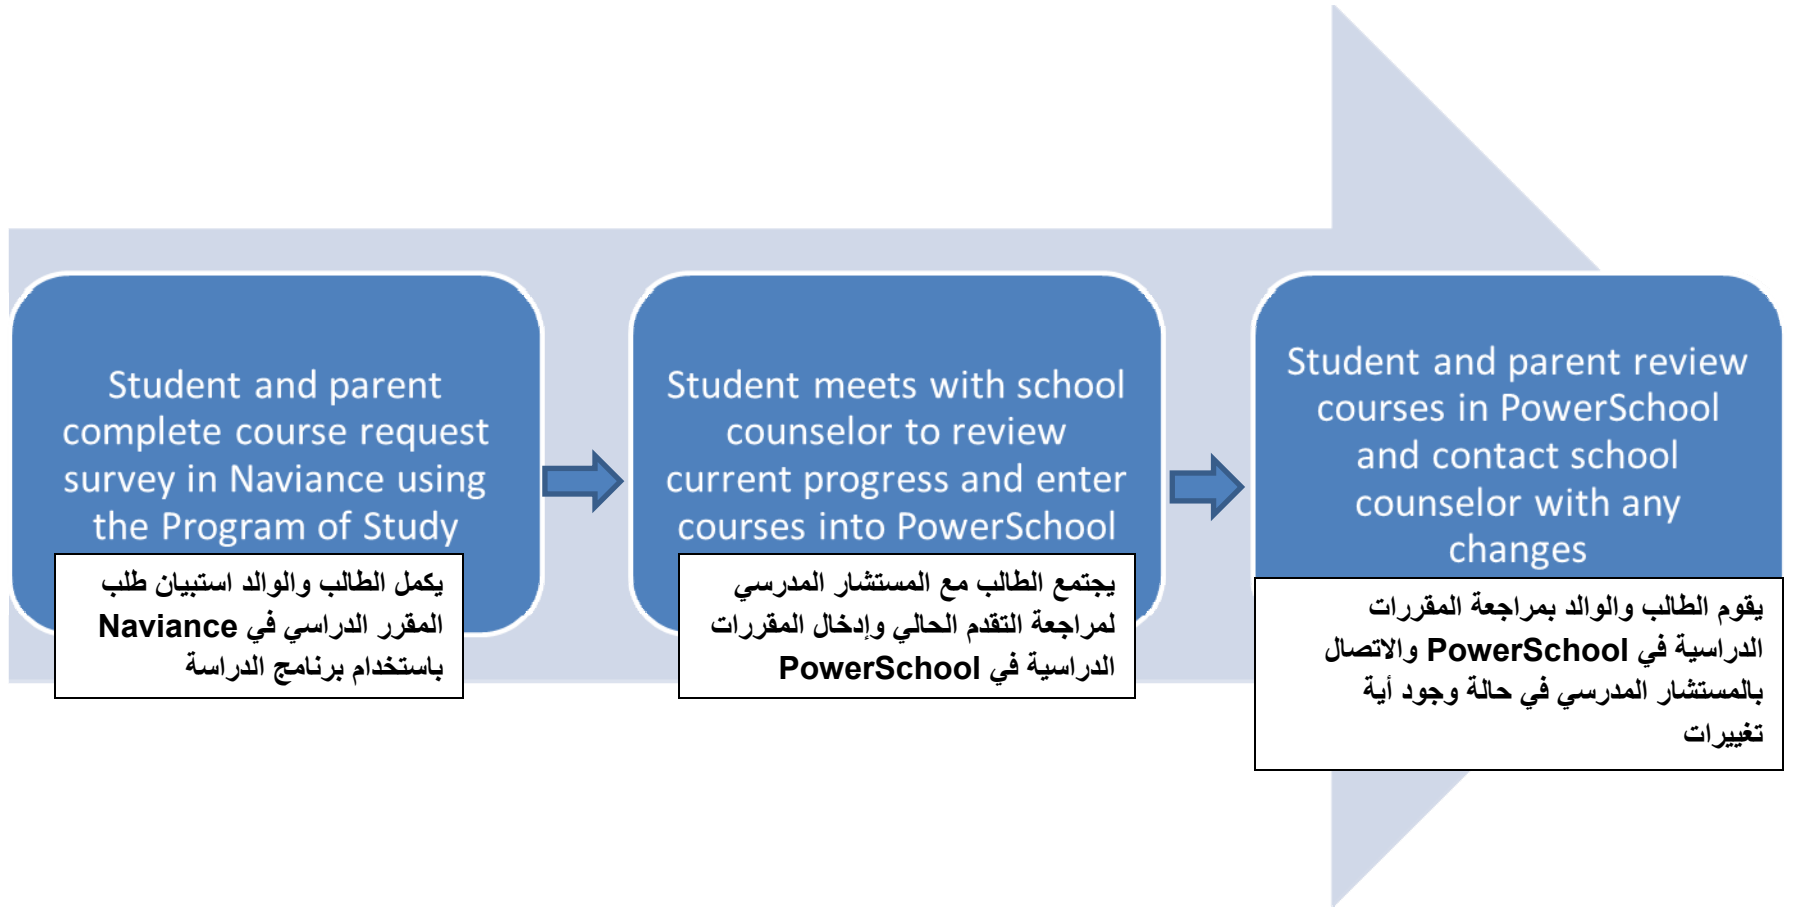 Student and parent
complete course request
survey in Naviance using
the Program of Study
يكمل الطالب والوالد استبيان طلب
المقرر الدراسي في Naviance
باستخدام برنامج الدراسة
Student meets with school
counselor to review
current progress and enter
courses into PowerSchool
يجتمع الطالب مع المستشار المدرسي
لمراجعة التقدم الحالي وإدخال المقررات
الدراسية في PowerSchool
Student and parent review
courses in PowerSchool
and contact school
counselor with any
changes
يقوم الطالب والوالد بمراجعة المقررات
الدراسية في PowerSchool والاتصال
بالمستشار المدرسي في حالة وجود أية
تغييرات